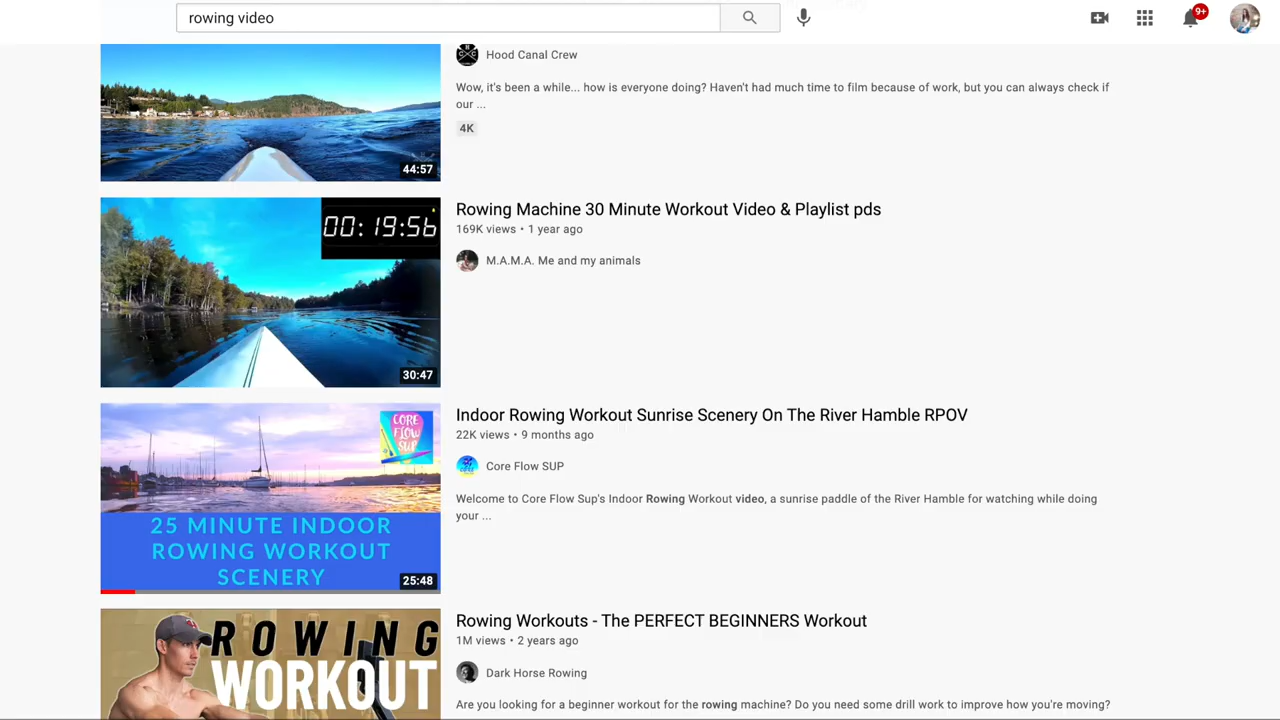 rowing video
9+
Hood Canal Crew
Wow, it's been a while... how is everyone doing? Haven't had much time to film because of work, but you can always check if
our ...
4K
44:57
00:19:56
Rowing Machine 30 Minute Workout Video & Playlist pds
169K views • 1 year ago
M.A.M.A. Me and my animals
30:47
CORE
FLOW
SUP
Indoor Rowing Workout Sunrise Scenery On The River Hamble RPOV
22K views • 9 months ago
Core Flow SUP
Welcome to Core Flow Sup's Indoor Rowing Workout video, a sunrise paddle of the River Hamble for watching while doing
your ...
25 MINUTE INDOOR
ROWING WORKOUT
SCENERY
25:48
ROWING
WORKOUT
Rowing Workouts - The PERFECT BEGINNERS Workout
1M views • 2 years ago
Dark Horse Rowing
Are you looking for a beginner workout for the rowing machine? Do you need some drill work to improve how you're moving?